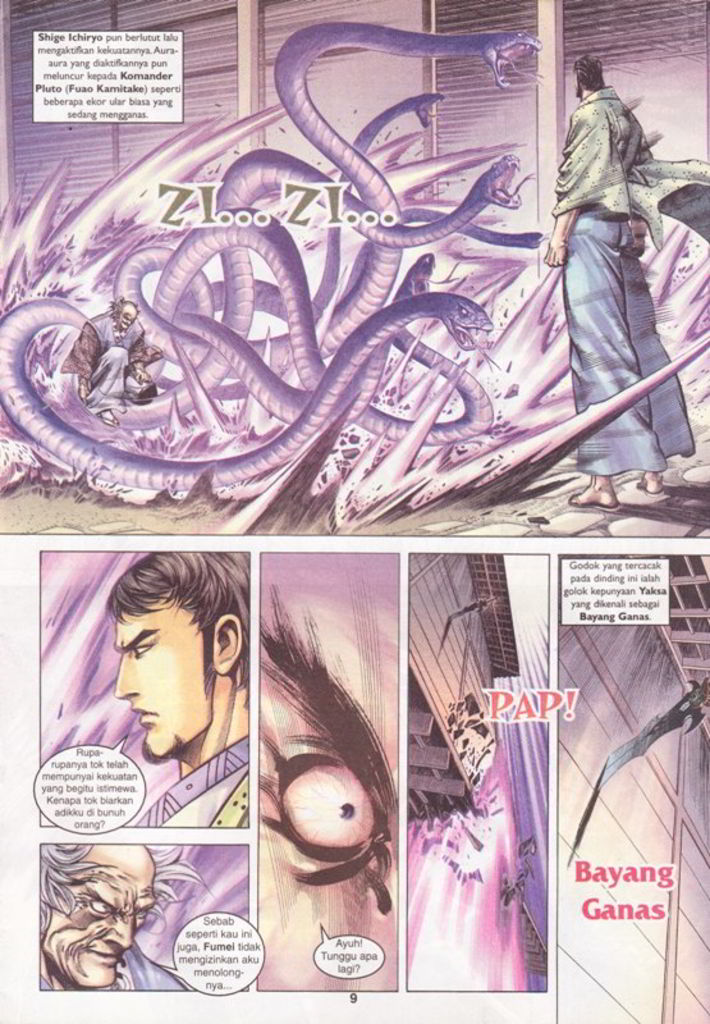 Shige Ichiryo pun berlutut lalu
mengaktifkan kekuatannya. Aura-
aura yang diaktifkannya pun
meluncur kepada Komander
Pluto (Fuao Kamitake) seperti
beberapa ekor ular biasa yang
sedang mengganas.
ZI... ZI...
Rupa-
rupanya tok telah
mempunyai kekuatan
yang begitu istimewa.
Kenapa tok biarkan
adikku di bunuh
orang?
Sebab
seperti kau ini
juga, Fumei tidak
mengizinkan aku
menolong-
nya...
Ayuh!
Tunggu apa
lagi?
PAP!
Godok yang tercacak
pada dinding ini ialah
golok kepunyaan Yaksa
yang dikenali sebagai
Bayang Ganas.
Bayang
Ganas
9